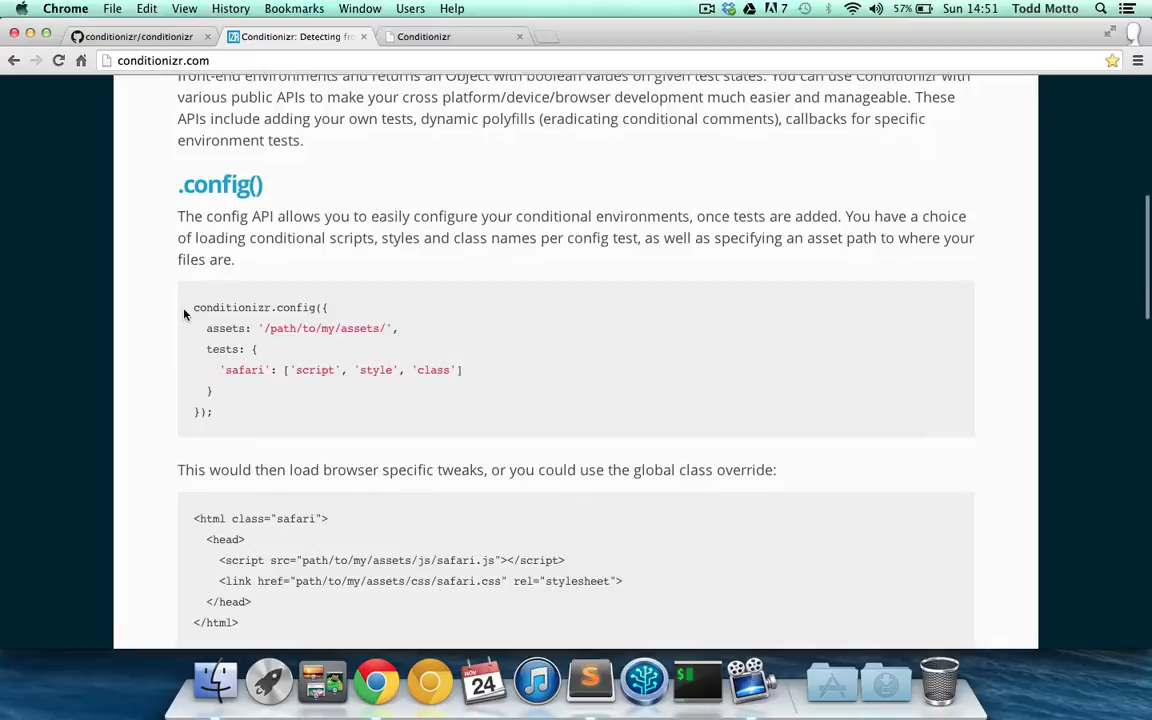 Chrome File Edit View History Bookmarks Window Users Help 7 57% Sun 14:51 Todd Motto
conditionizr/conditionizr Conditionizr: Detecting fro Conditionizr
conditionizr.com
front-end environments and returns an Object with boolean values on given test states. You can use Conditionizr with
various public APIs to make your cross platform/device/browser development much easier and manageable. These
APIs include adding your own tests, dynamic polyfills (eradicating conditional comments), callbacks for specific
environment tests.
.config()
The config API allows you to easily configure your conditional environments, once tests are added. You have a choice
of loading conditional scripts, styles and class names per config test, as well as specifying an asset path to where your
files are.
conditionizr.config({
assets: '/path/to/my/assets/',
tests: {
'safari': ['script', 'style', 'class']
}
});
This would then load browser specific tweaks, or you could use the global class override:
<html class="safari">
<head>
<script src="path/to/my/assets/js/safari.js"></script>
<link href="path/to/my/assets/css/safari.css" rel="stylesheet">
</head>
</html>
NOV
24
S
$